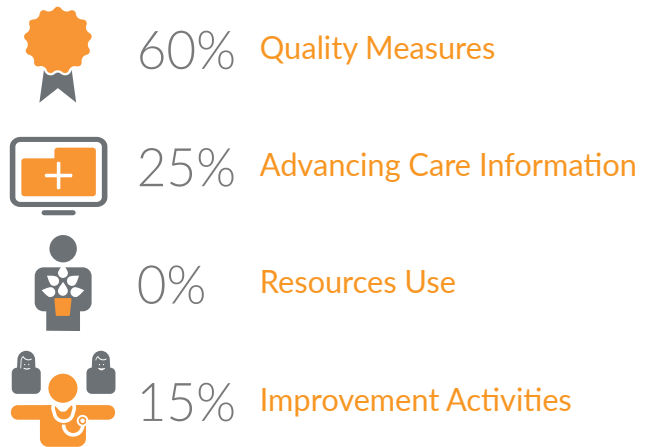 60% Quality Measures
25% Advancing Care Information
0% Resources Use
15% Improvement Activities